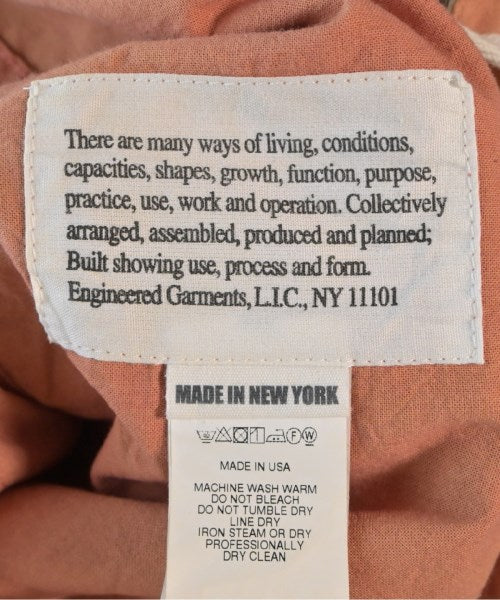 There are many ways of living, conditions,
capacities, shapes, growth, function, purpose,
practice, use, work and operation. Collectively
arranged, assembled, produced and planned;
Built showing use, process and form.
Engineered Garments, L.I.C., NY 11101
MADE IN NEW YORK
MADE IN USA
MACHINE WASH WARM
DO NOT BLEACH
DO NOT TUMBLE DRY
LINE DRY
IRON STEAM OR DRY
PROFESSIONALLY
DRY CLEAN